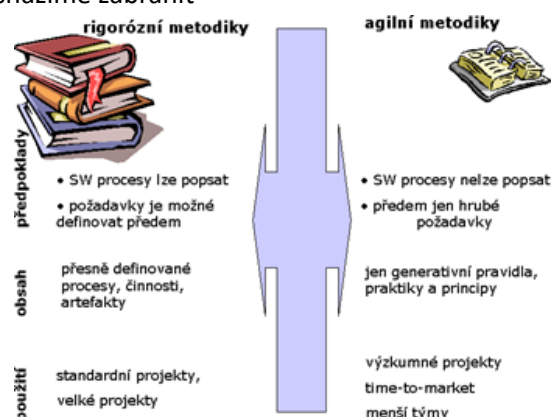 zabránit
rigorózní metodiky
agilní metodiky
předpoklady
• SW procesy lze popsat
• požadavky je možné
definovat předem
• SW procesy nelze popsat
• předem jen hrubé
požadavky
obsah
přesně definované
procesy, činnosti,
artefakty
jen generativní pravidla,
praktiky a principy
použití
standardní projekty,
velké projekty
výzkumné projekty
time-to-market
menší týmy